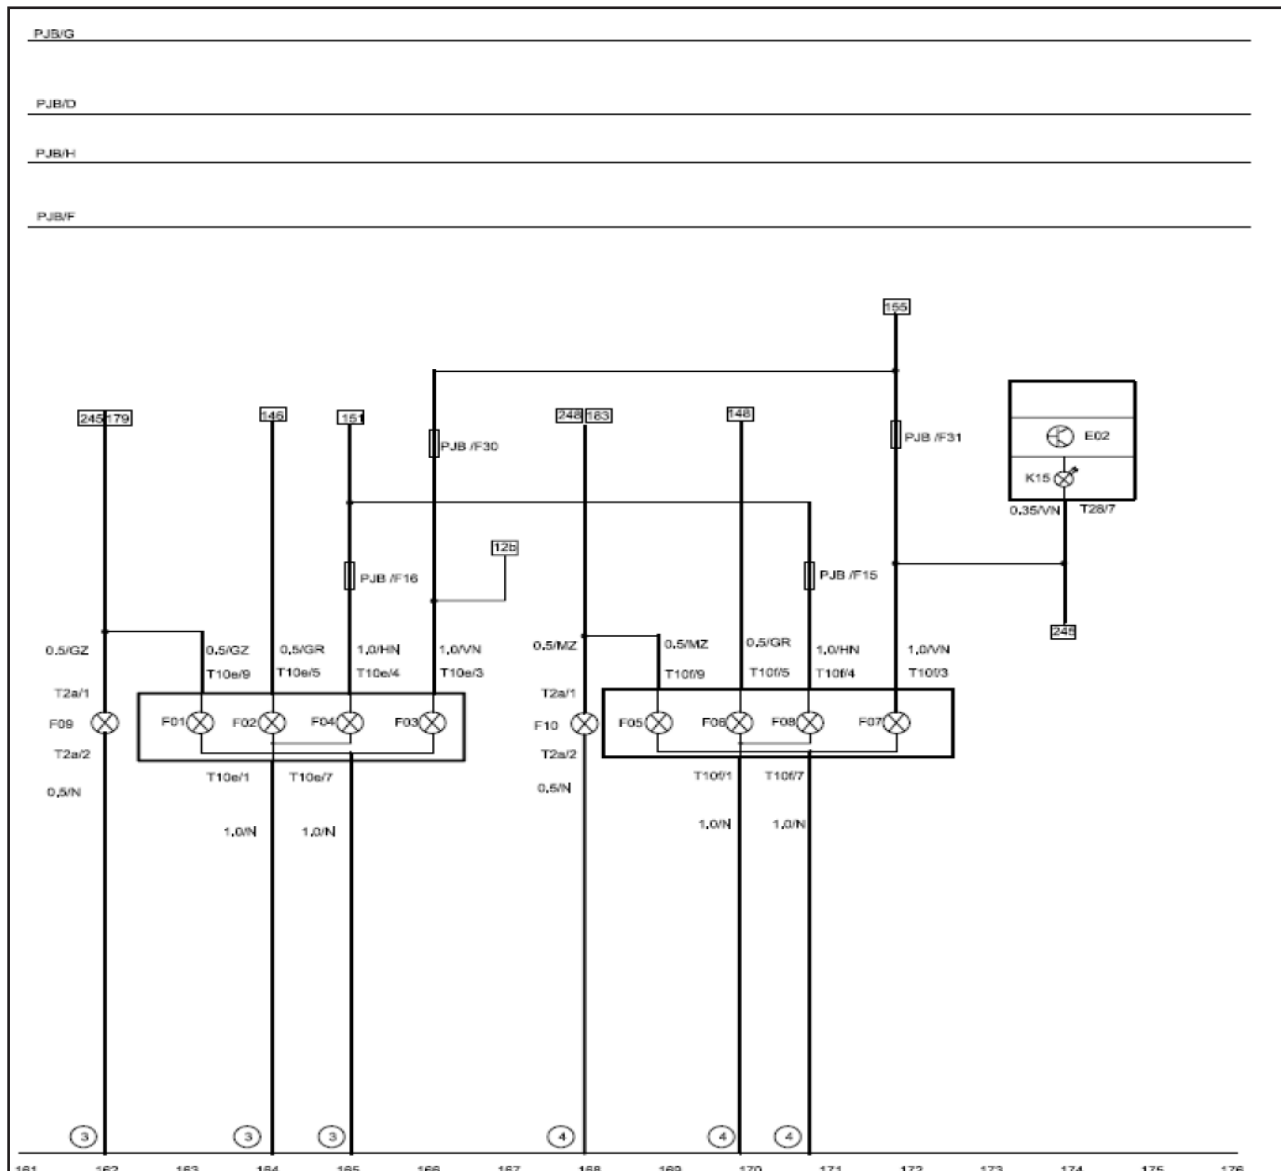 PJB/G
PJB/D
PJB/H
PJB/F
155
245 179
146
151
248 183
148
PJB /F30
PJB /F31
E02
K15
0.35/VN T28/7
12b
PJB /F16
PJB /F15
245
0.5/GZ 0.5/GZ 0.5/GR 1.0/HN 1.0/VN
0.5/MZ 0.5/MZ 0.5/GR 1.0/HN 1.0/VN
T10e/9 T10e/5 T10e/4 T10e/3
T10f/9 T10f/5 T10f/4 T10f/3
T2a/1 T2a/1
F09 F01 F02 F04 F03
F10 F05 F06 F08 F07
T2a/2 T2a/2
T10e/1 T10e/7
T10f/1 T10f/7
0.5/N 0.5/N
1.0/N 1.0/N
1.0/N 1.0/N
3 3 3 4 4 4
161 162 163 164 165 166 167 168 169 170 171 172 173 174 175 176